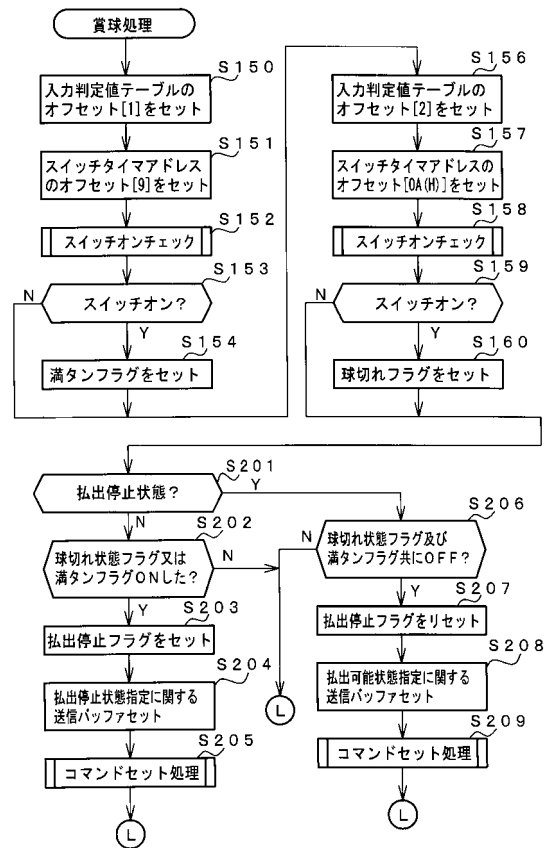 賞球処理
S150
入力判定値テーブルの
オフセット[1]をセット
S151
スイッチタイマアドレス
のオフセット[9]をセット
S152
スイッチオンチェック
S153
スイッチオン?
N
Y
S154
満タンフラグをセット
S156
入力判定値テーブルの
オフセット[2]をセット
S157
スイッチタイマアドレスの
オフセット[0A(H)]をセット
S158
スイッチオンチェック
S159
スイッチオン?
N
Y
S160
球切れフラグをセット
S201
払出停止状態?
Y
N
S202
球切れ状態フラグ又は
満タンフラグONした?
N
Y
S203
払出停止フラグをセット
S204
払出停止状態指定に関する
送信バッファセット
S205
コマンドセット処理
L
S206
球切れ状態フラグ及び
満タンフラグ共にOFF?
N
Y
S207
払出停止フラグをリセット
S208
払出可能状態指定に関する
送信バッファセット
S209
コマンドセット処理
L
L